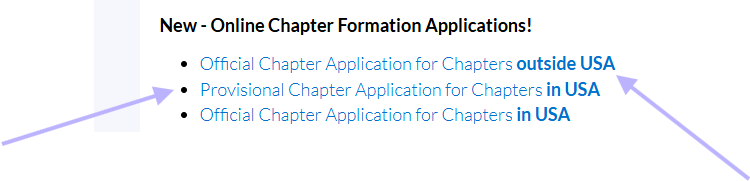 New - Online Chapter Formation Applications!
Official Chapter Application for Chapters outside USA
Provisional Chapter Application for Chapters in USA
Official Chapter Application for Chapters in USA